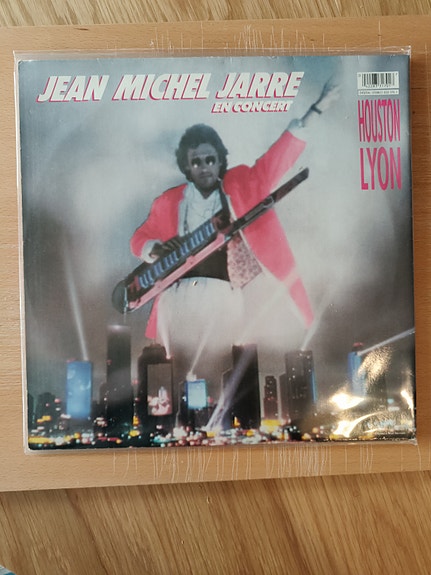 JEAN MICHEL JARRE
EN CONCERT
HOUSTON
LYON